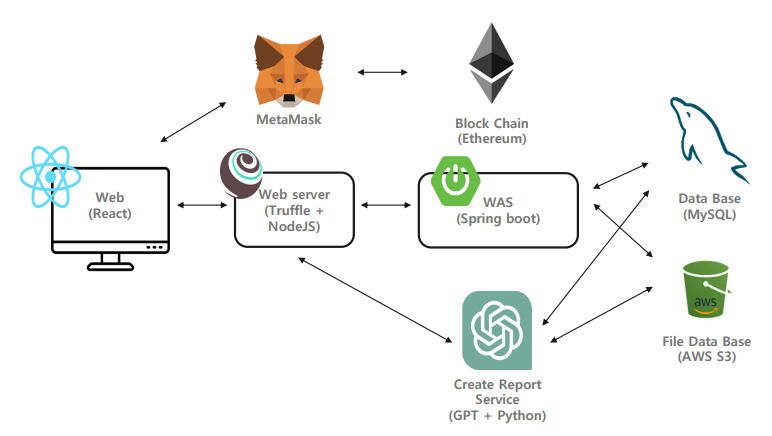 MetaMask
Block Chain
(Ethereum)
Web
(React)
Web server
(Truffle +
NodeJS)
WAS
(Spring boot)
Data Base
(MySQL)
aws
File Data Base
(AWS S3)
Create Report
Service
(GPT + Python)